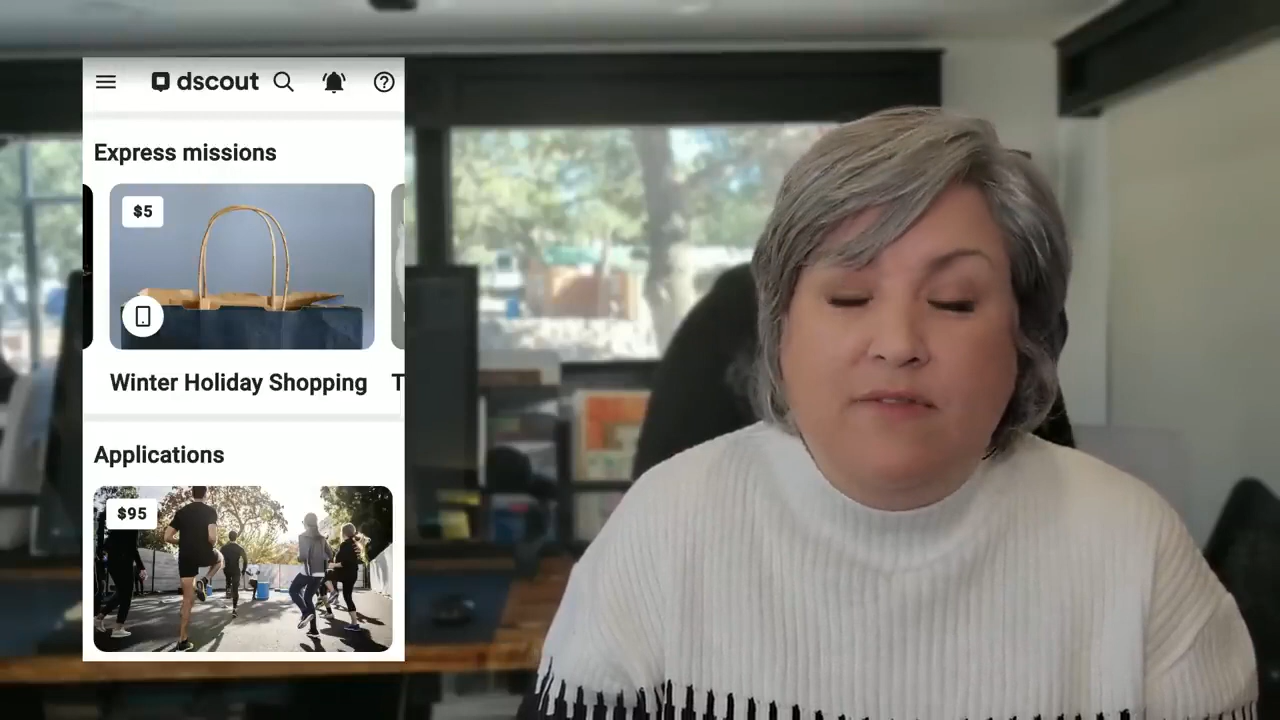 dscout
Express missions
$5
Winter Holiday Shopping
T
Applications
$95